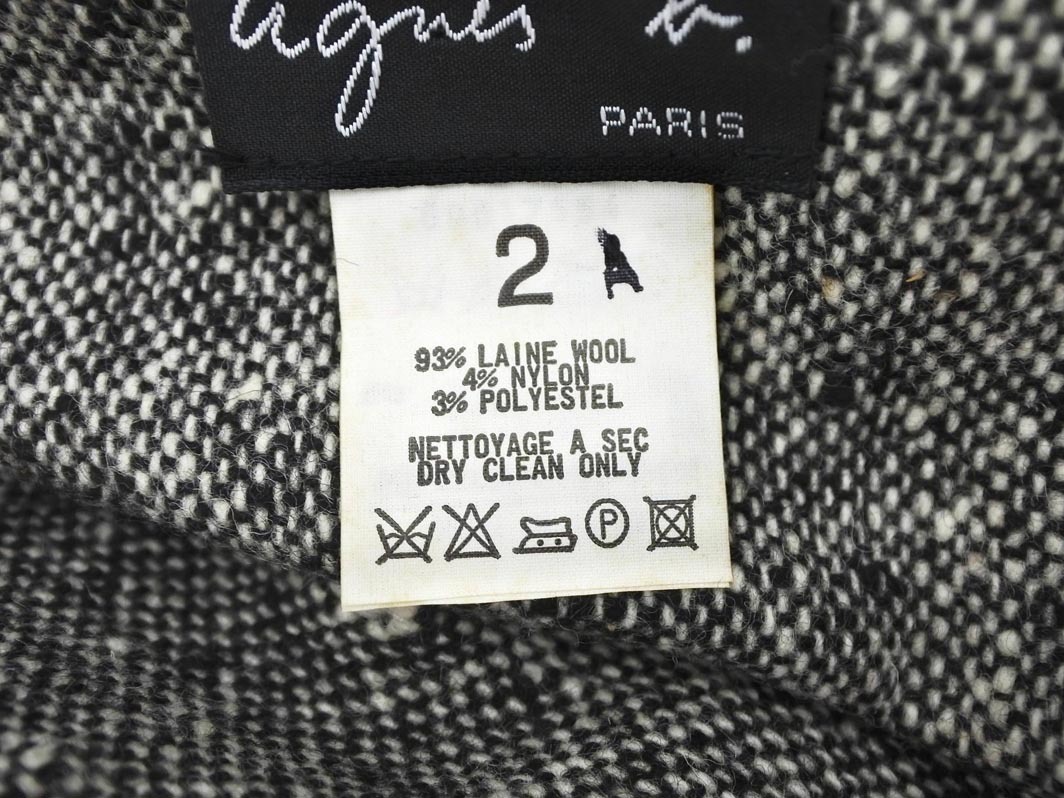 agnès b.
PARIS
2 A
93% LAINE WOOL
4% NYLON
3% POLYESTEL
NETTOYAGE A SEC
DRY CLEAN ONLY
P